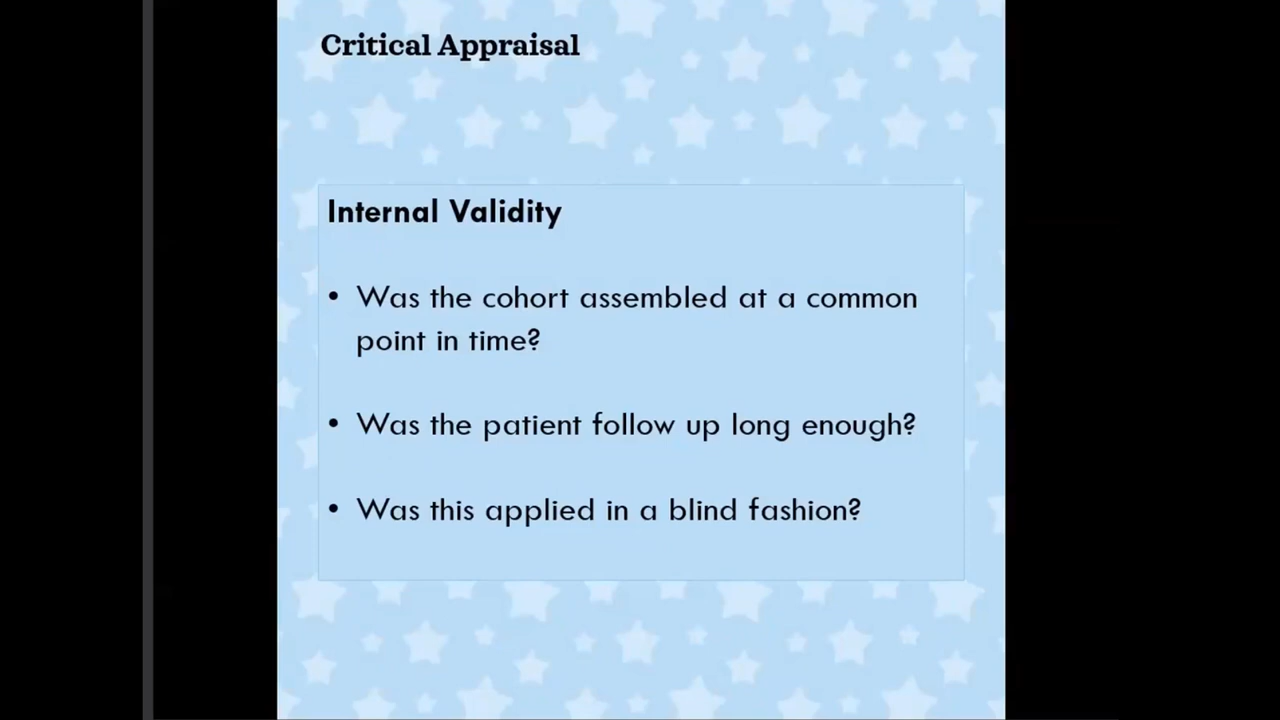 Critical Appraisal
Internal Validity
• Was the cohort assembled at a common
point in time?
• Was the patient follow up long enough?
• Was this applied in a blind fashion?